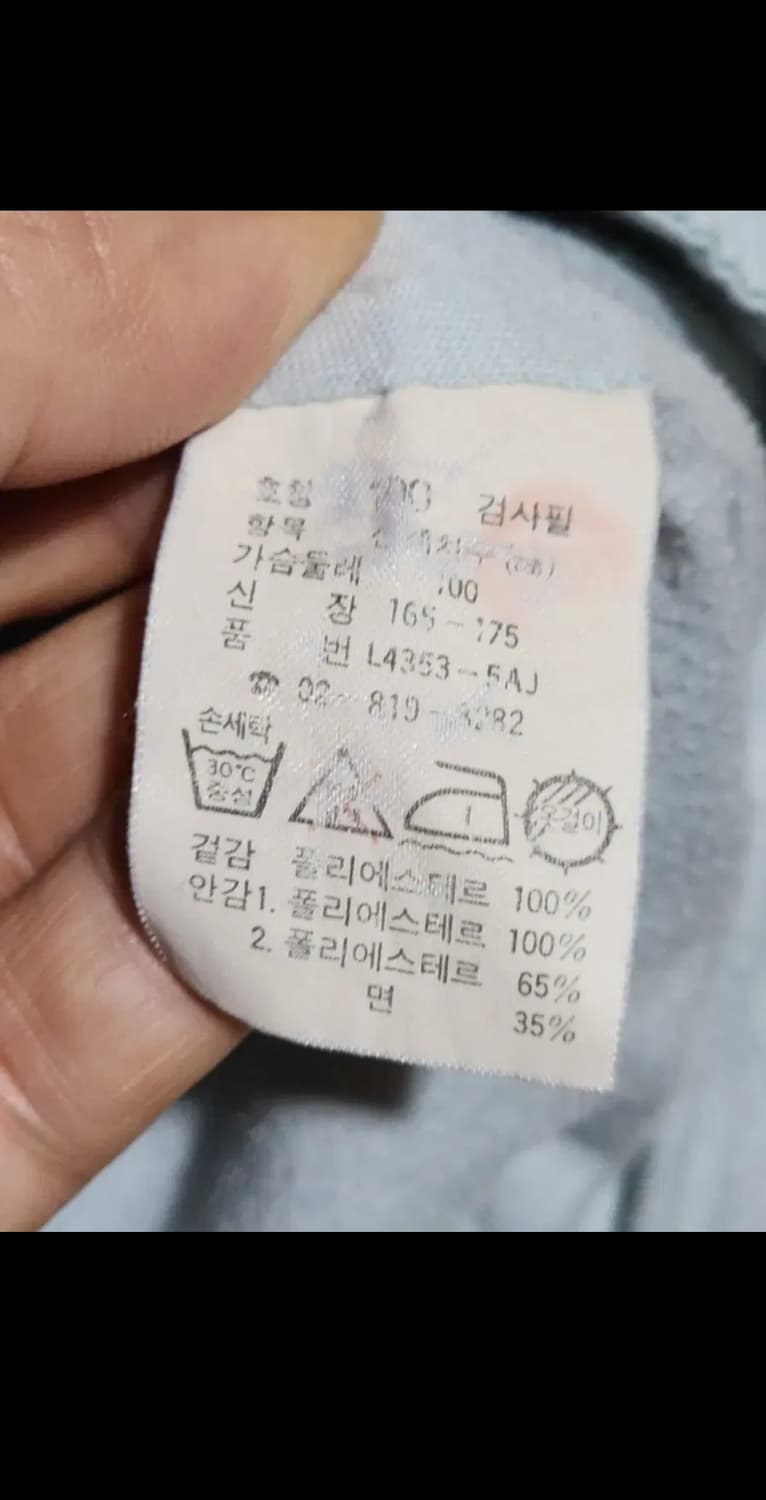 호칭 100 검사필
항목
가슴둘레 100
신 장 165-175
품 번 L4353-5AJ
☎ 02-819-
손세탁
30℃
중성
옷걸이
겉감 폴리에스테르 100%
안감1. 폴리에스테르 100%
2. 폴리에스테르 65%
면 35%